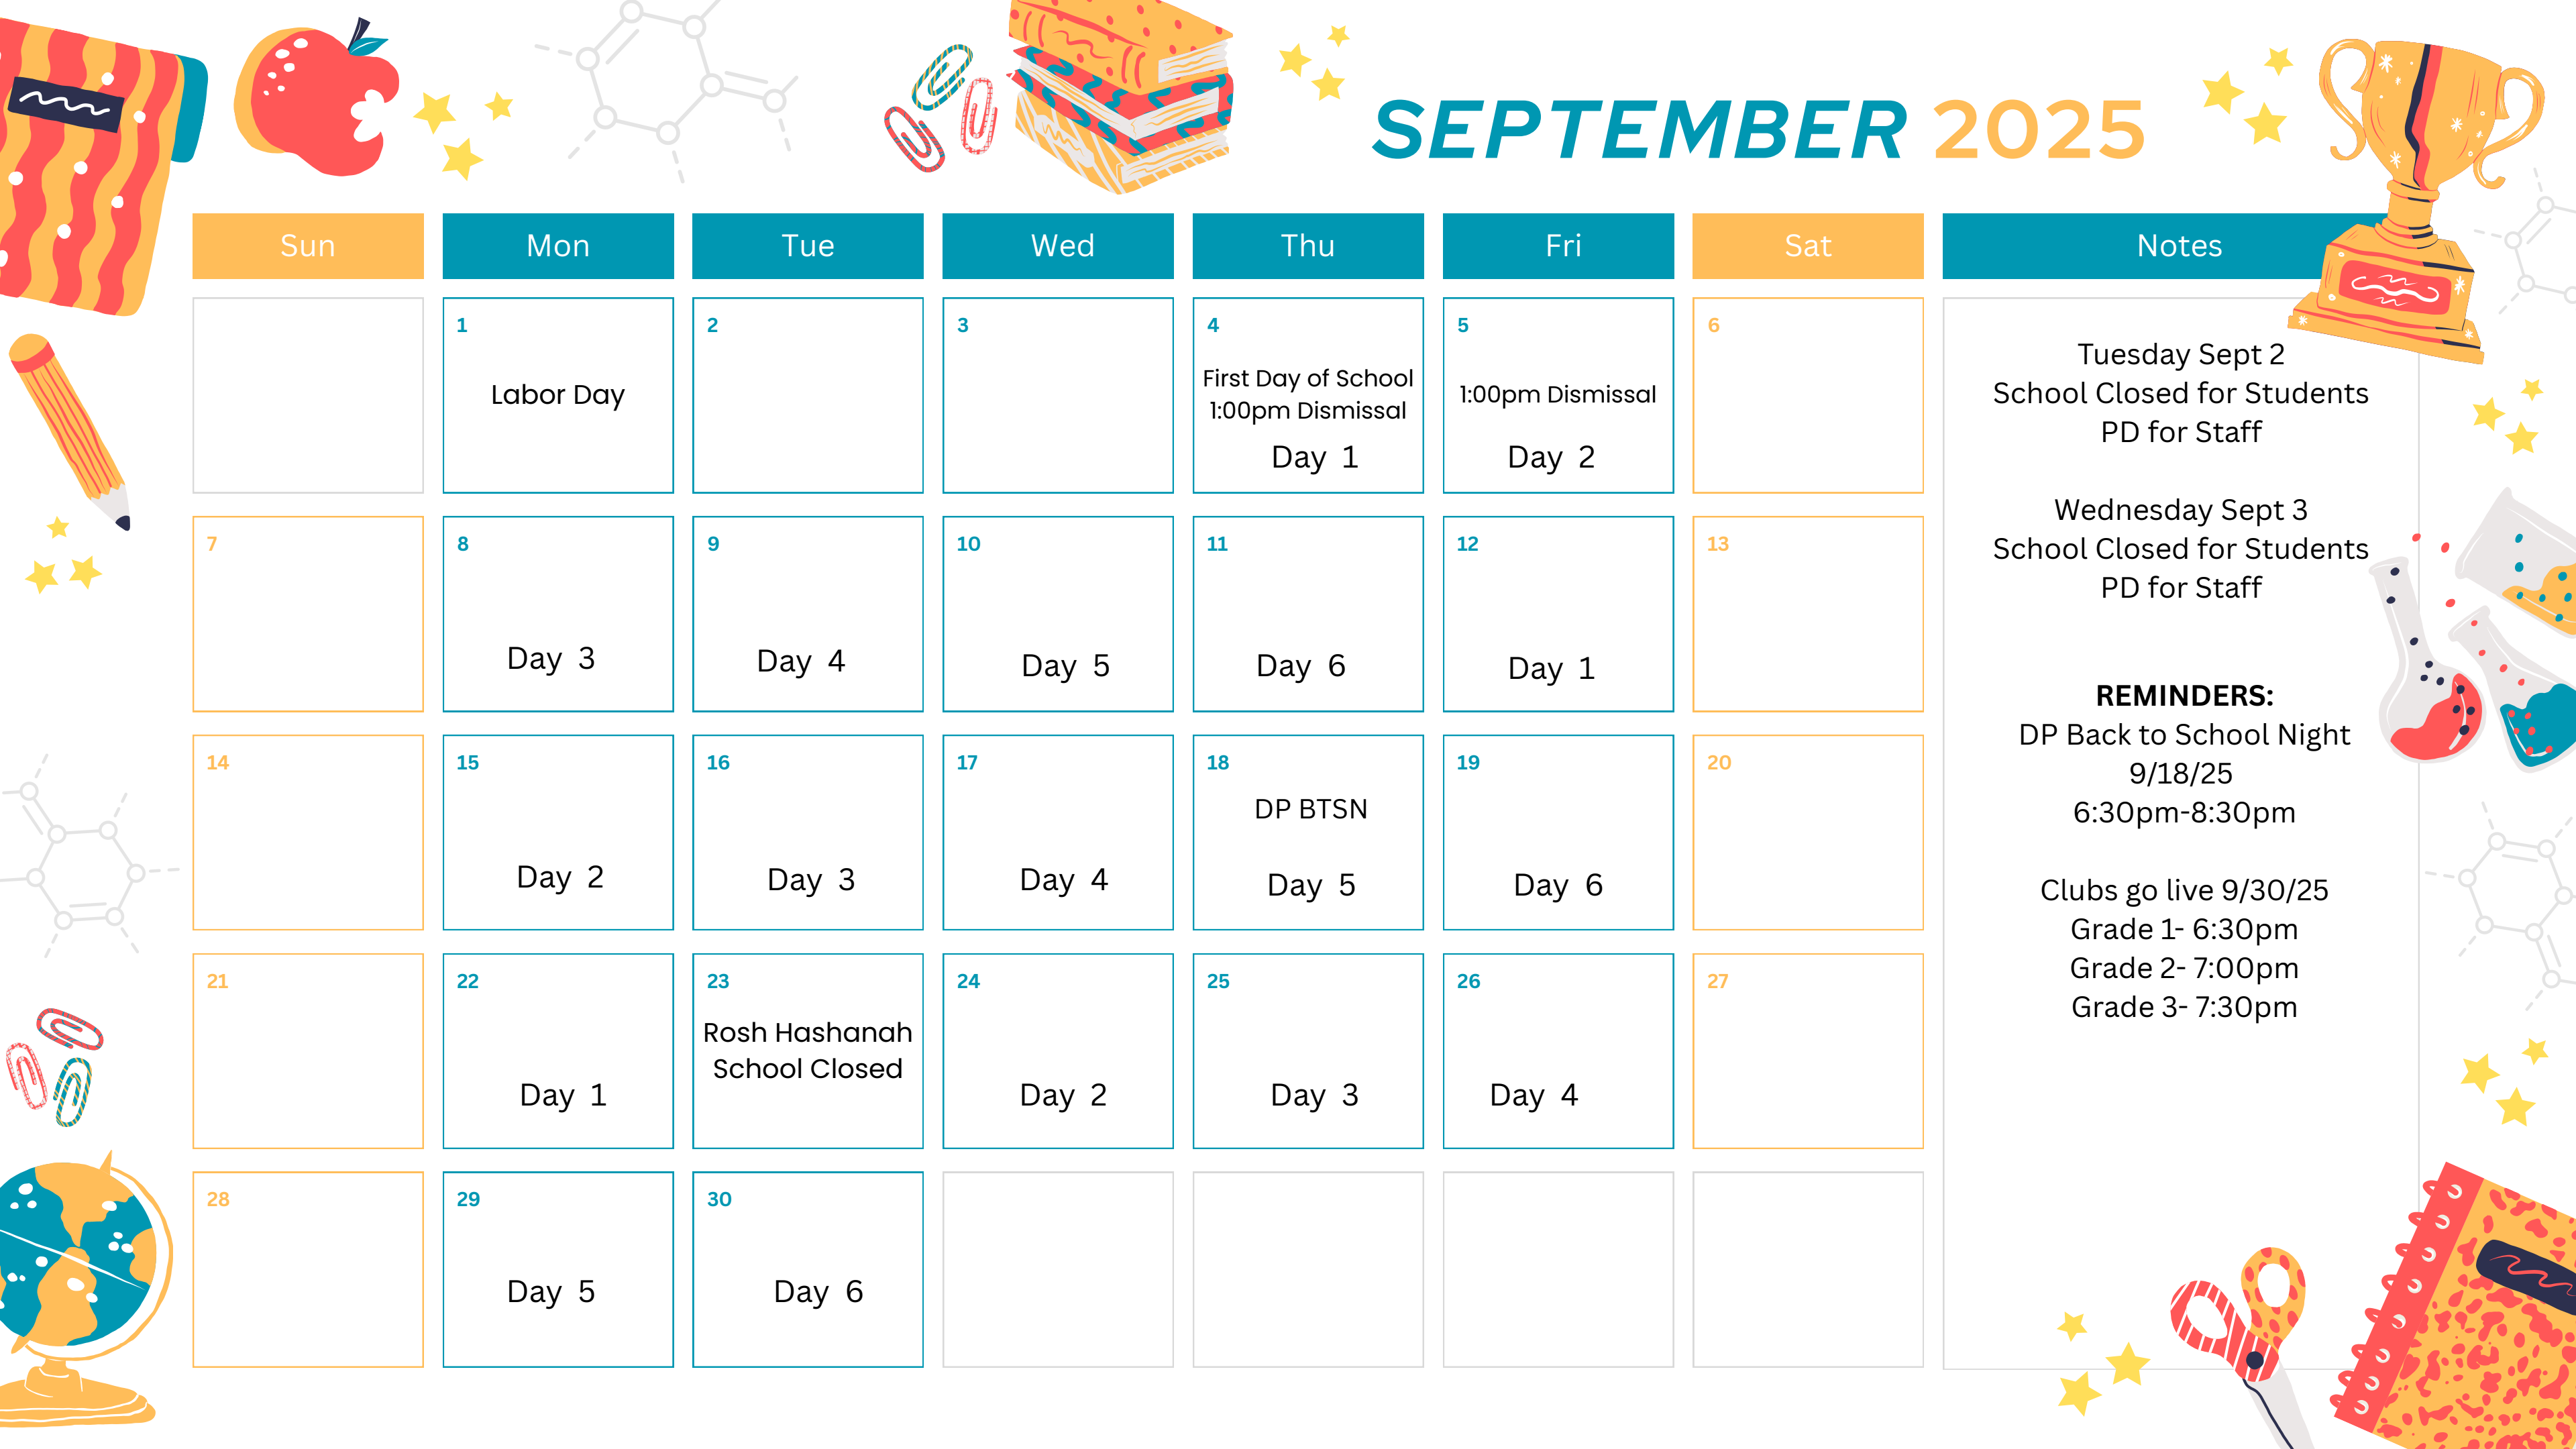 SEPTEMBER 2025
Sun Mon Tue Wed Thu Fri Sat Notes
1
Labor Day
2
3
4
First Day of School
1:00pm Dismissal
Day 1
5
1:00pm Dismissal
Day 2
6
7
8
Day 3
9
Day 4
10
Day 5
11
Day 6
12
Day 1
13
14
15
Day 2
16
Day 3
17
Day 4
18
DP BTSN
Day 5
19
Day 6
20
21
22
Day 1
23
Rosh Hashanah
School Closed
24
Day 2
25
Day 3
26
Day 4
27
28
29
Day 5
30
Day 6
Tuesday Sept 2
School Closed for Students
PD for Staff
Wednesday Sept 3
School Closed for Students
PD for Staff
REMINDERS:
DP Back to School Night
9/18/25
6:30pm-8:30pm
Clubs go live 9/30/25
Grade 1- 6:30pm
Grade 2- 7:00pm
Grade 3- 7:30pm